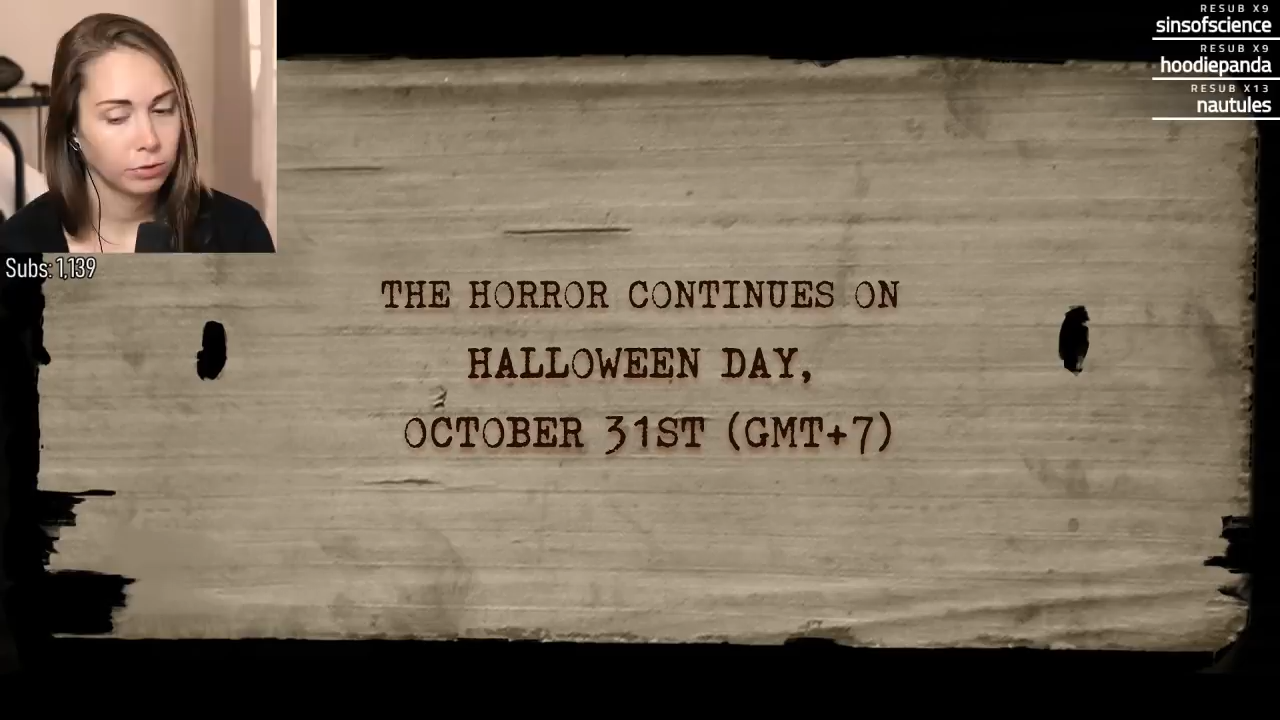 RESUB X9
sinsofscience
RESUB X9
hoodiepanda
RESUB X13
nautules
Subs: 1,139
THE HORROR CONTINUES ON
HALLOWEEN DAY,
OCTOBER 31ST (GMT+7)